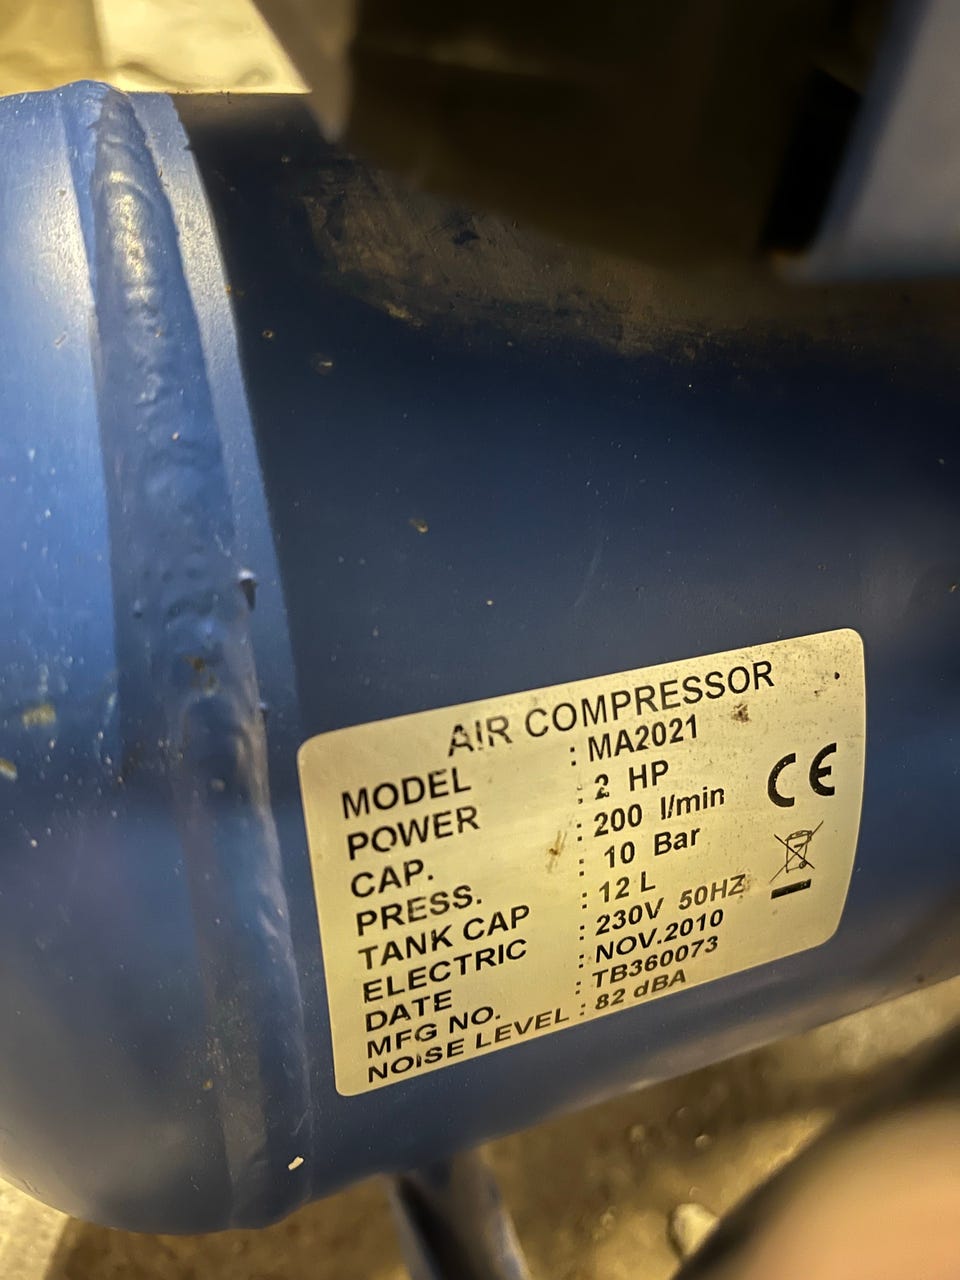 AIR COMPRESSOR
MODEL : MA2021
POWER : 2 HP
CAP. : 200 l/min
PRESS. : 10 Bar
TANK CAP : 12 L
ELECTRIC : 230V 50HZ
DATE : NOV.2010
MFG NO. : TB360073
NOISE LEVEL : 82 dBA
CE